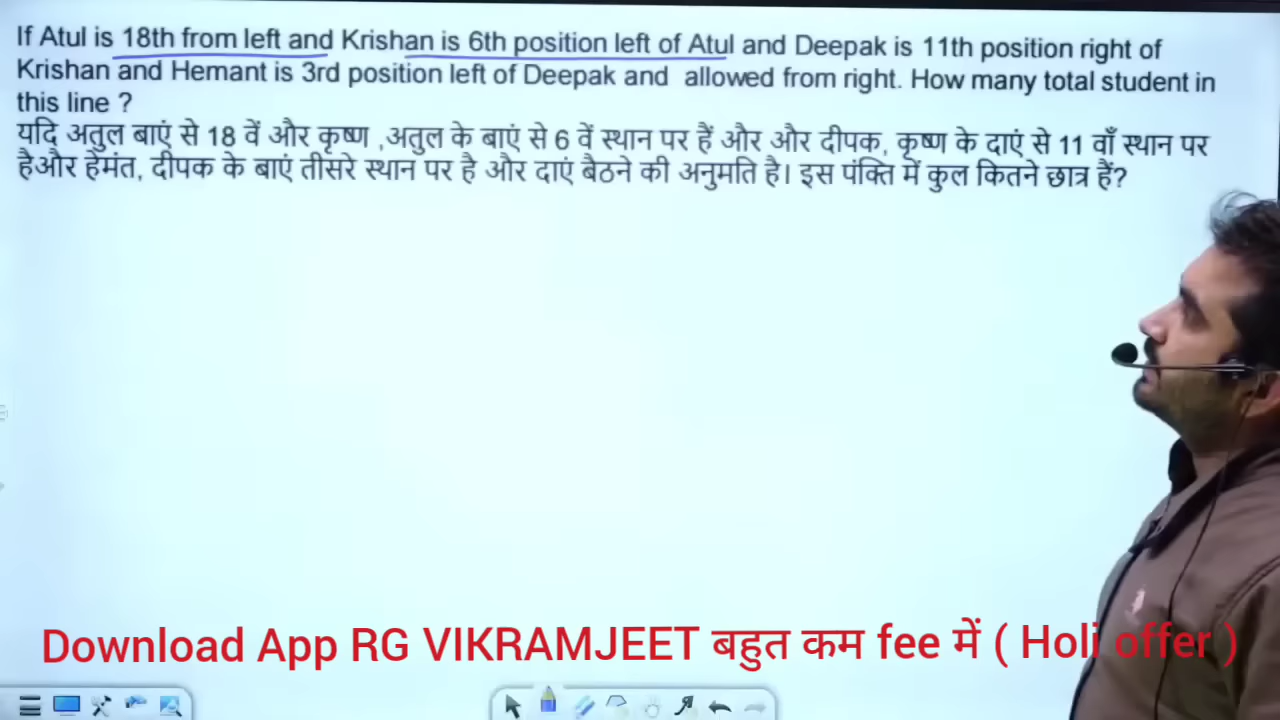 If Atul is 18th from left and Krishan is 6th position left of Atul and Deepak is 11th position right of
Krishan and Hemant is 3rd position left of Deepak and allowed from right. How many total student in
this line ?
यदि अतुल बाएं से 18 वें और कृष्ण ,अतुल के बाएं से 6 वें स्थान पर हैं और और दीपक, कृष्ण के दाएं से 11 वाँ स्थान पर
हैऔर हेमंत, दीपक के बाएं तीसरे स्थान पर है और दाएं बैठने की अनुमति है। इस पंक्ति में कुल कितने छात्र हैं?
Download App RG VIKRAMJEET बहुत कम fee में ( Holi offer )